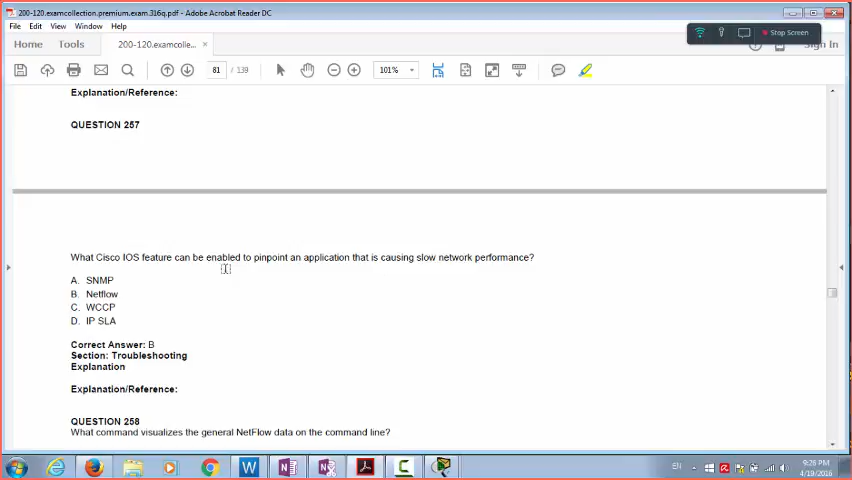 200-120.examcollection.premium.exam.316q.pdf - Adobe Acrobat Reader DC
File Edit View Window Help
Stop Screen
Home Tools 200-120.examcolle... × Sign In
81 / 139 101%
Explanation/Reference:
QUESTION 257
What Cisco IOS feature can be enabled to pinpoint an application that is causing slow network performance?
A. SNMP
B. Netflow
C. WCCP
D. IP SLA
Correct Answer: B
Section: Troubleshooting
Explanation
Explanation/Reference:
QUESTION 258
What command visualizes the general NetFlow data on the command line?
EN 9:26 PM
4/19/2016